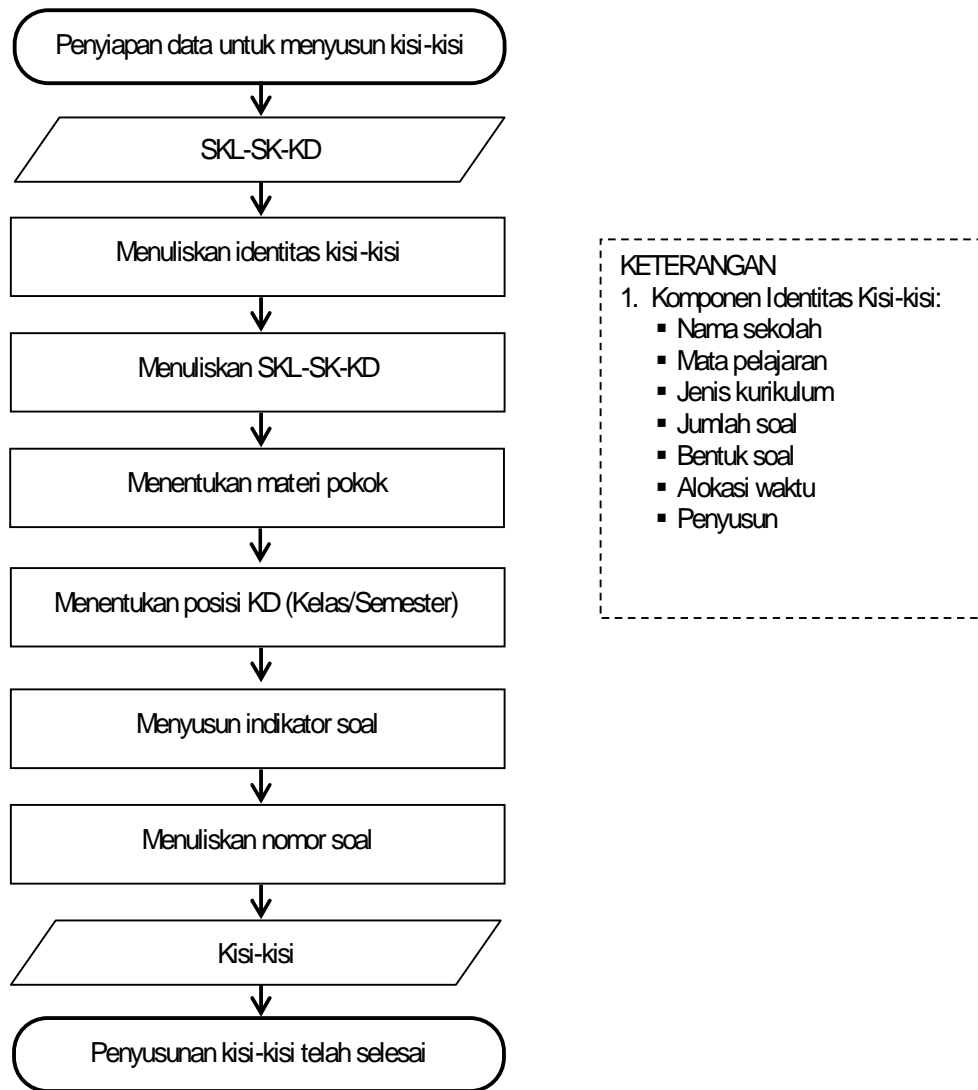 Penyiapan data untuk menyusun kisi-kisi
SKL-SK-KD
Menuliskan identitas kisi-kisi
Menuliskan SKL-SK-KD
Menentukan materi pokok
Menentukan posisi KD (Kelas/Semester)
Menyusun indikator soal
Menuliskan nomor soal
Kisi-kisi
Penyusunan kisi-kisi telah selesai
KETERANGAN
1. Komponen Identitas Kisi-kisi:
▪ Nama sekolah
▪ Mata pelajaran
▪ Jenis kurikulum
▪ Jumlah soal
▪ Bentuk soal
▪ Alokasi waktu
▪ Penyusun